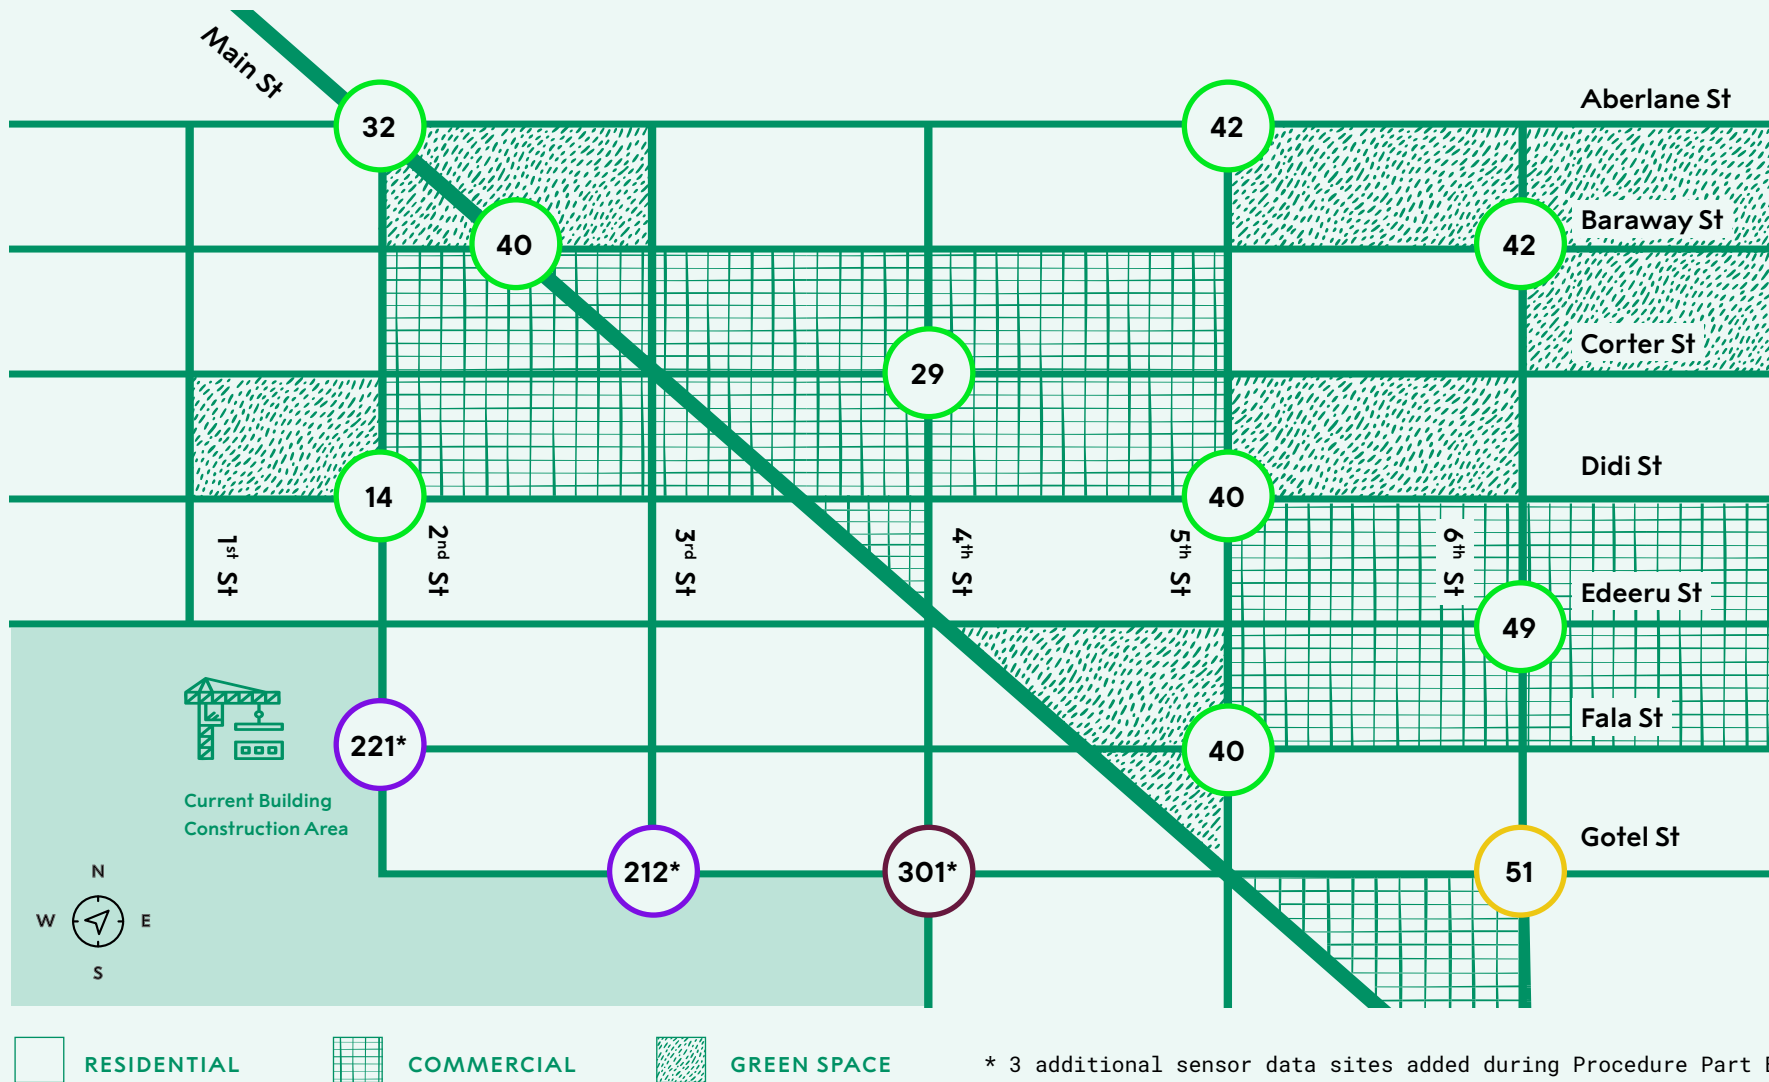 Main St
Aberlane St
32
42
Baraway St
40
42
Corter St
29
Didi St
14
40
1st St
2nd St
3rd St
4th St
5th St
6th St
Edeeru St
49
Fala St
221*
40
Current Building
Construction Area
Gotel St
212*
301*
51
N
W E
S
RESIDENTIAL
COMMERCIAL
GREEN SPACE
* 3 additional sensor data sites added during Procedure Part